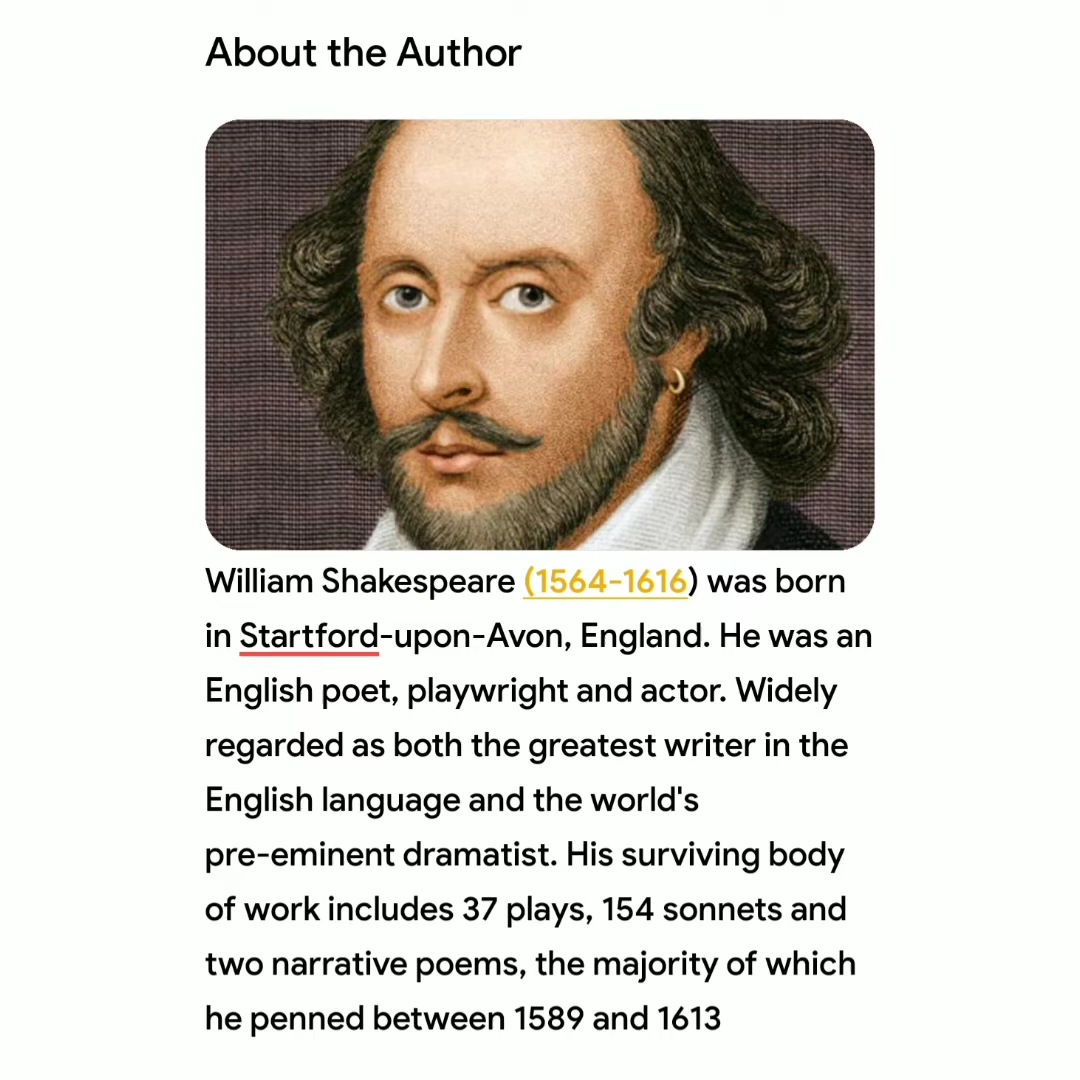 About the Author
William Shakespeare (1564-1616) was born
in Startford-upon-Avon, England. He was an
English poet, playwright and actor. Widely
regarded as both the greatest writer in the
English language and the world's
pre-eminent dramatist. His surviving body
of work includes 37 plays, 154 sonnets and
two narrative poems, the majority of which
he penned between 1589 and 1613